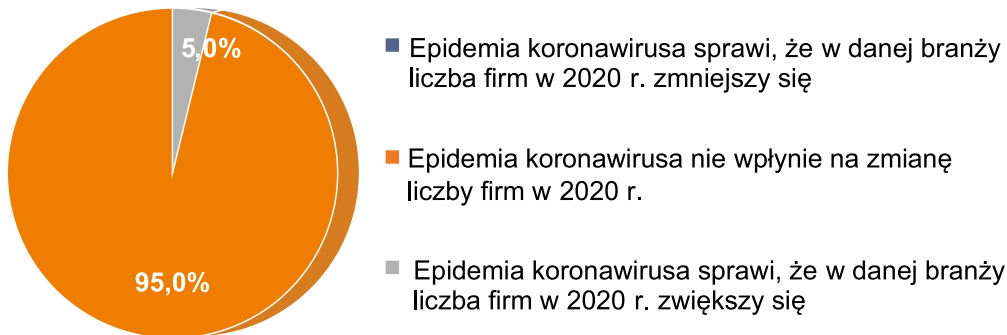 5,0%
95,0%
Epidemia koronawirusa sprawi, że w danej branży
liczba firm w 2020 r. zmniejszy się
Epidemia koronawirusa nie wpłynie na zmianę
liczby firm w 2020 r.
Epidemia koronawirusa sprawi, że w danej branży
liczba firm w 2020 r. zwiększy się